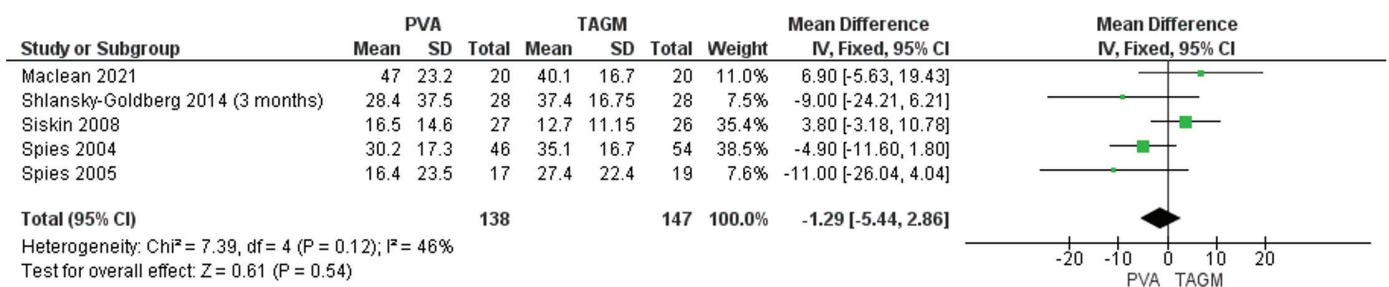 PVA TAGM Mean Difference Mean Difference
Study or Subgroup Mean SD Total Mean SD Total Weight IV, Fixed, 95% CI IV, Fixed, 95% CI
Maclean 2021 47 23.2 20 40.1 16.7 20 11.0% 6.90 [-5.63, 19.43]
Shlansky-Goldberg 2014 (3 months) 28.4 37.5 28 37.4 16.75 28 7.5% -9.00 [-24.21, 6.21]
Siskin 2008 16.5 14.6 27 12.7 11.15 26 35.4% 3.80 [-3.18, 10.78]
Spies 2004 30.2 17.3 46 35.1 16.7 54 38.5% -4.90 [-11.60, 1.80]
Spies 2005 16.4 23.5 17 27.4 22.4 19 7.6% -11.00 [-26.04, 4.04]
Total (95% CI) 138 147 100.0% -1.29 [-5.44, 2.86]
Heterogeneity: Chi² = 7.39, df = 4 (P = 0.12); I² = 46%
Test for overall effect: Z = 0.61 (P = 0.54)
-20 -10 0 10 20
PVA TAGM